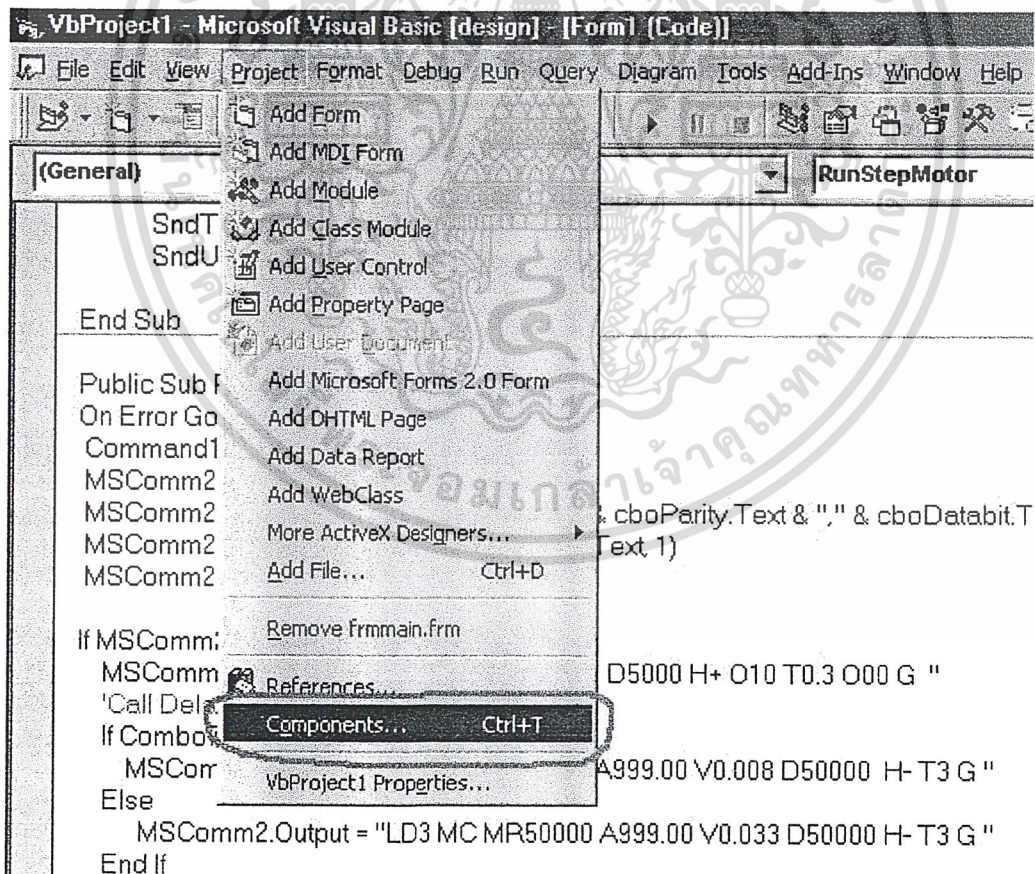 VbProject1 - Microsoft Visual Basic [design] - [Form1 (Code)]
File Edit View Project Format Debug Run Query Diagram Tools Add-Ins Window Help
(General)
RunStepMotor
Add Form
Add MDI Form
Add Module
Add Class Module
Add User Control
Add Property Page
Add User Document
Add Microsoft Forms 2.0 Form
Add DHTML Page
Add Data Report
Add WebClass
More ActiveX Designers...
Add File... Ctrl+D
Remove frmmain.frm
References...
Components... Ctrl+T
VbProject1 Properties...
SndT
SndU
End Sub
Public Sub
On Error Go
Command1
MSComm2
MSComm2 & cboParity.Text & "," & cboDatabit.T
MSComm2 Text, 1)
MSComm2
If MSComm
MSComm D5000 H+ O10 T0.3 O00 G "
'Call Dela
If Combo
MSCom A999.00 V0.008 D50000 H- T3 G "
Else
MSComm2.Output = "LD3 MC MR50000 A999.00 V0.033 D50000 H- T3 G "
End If